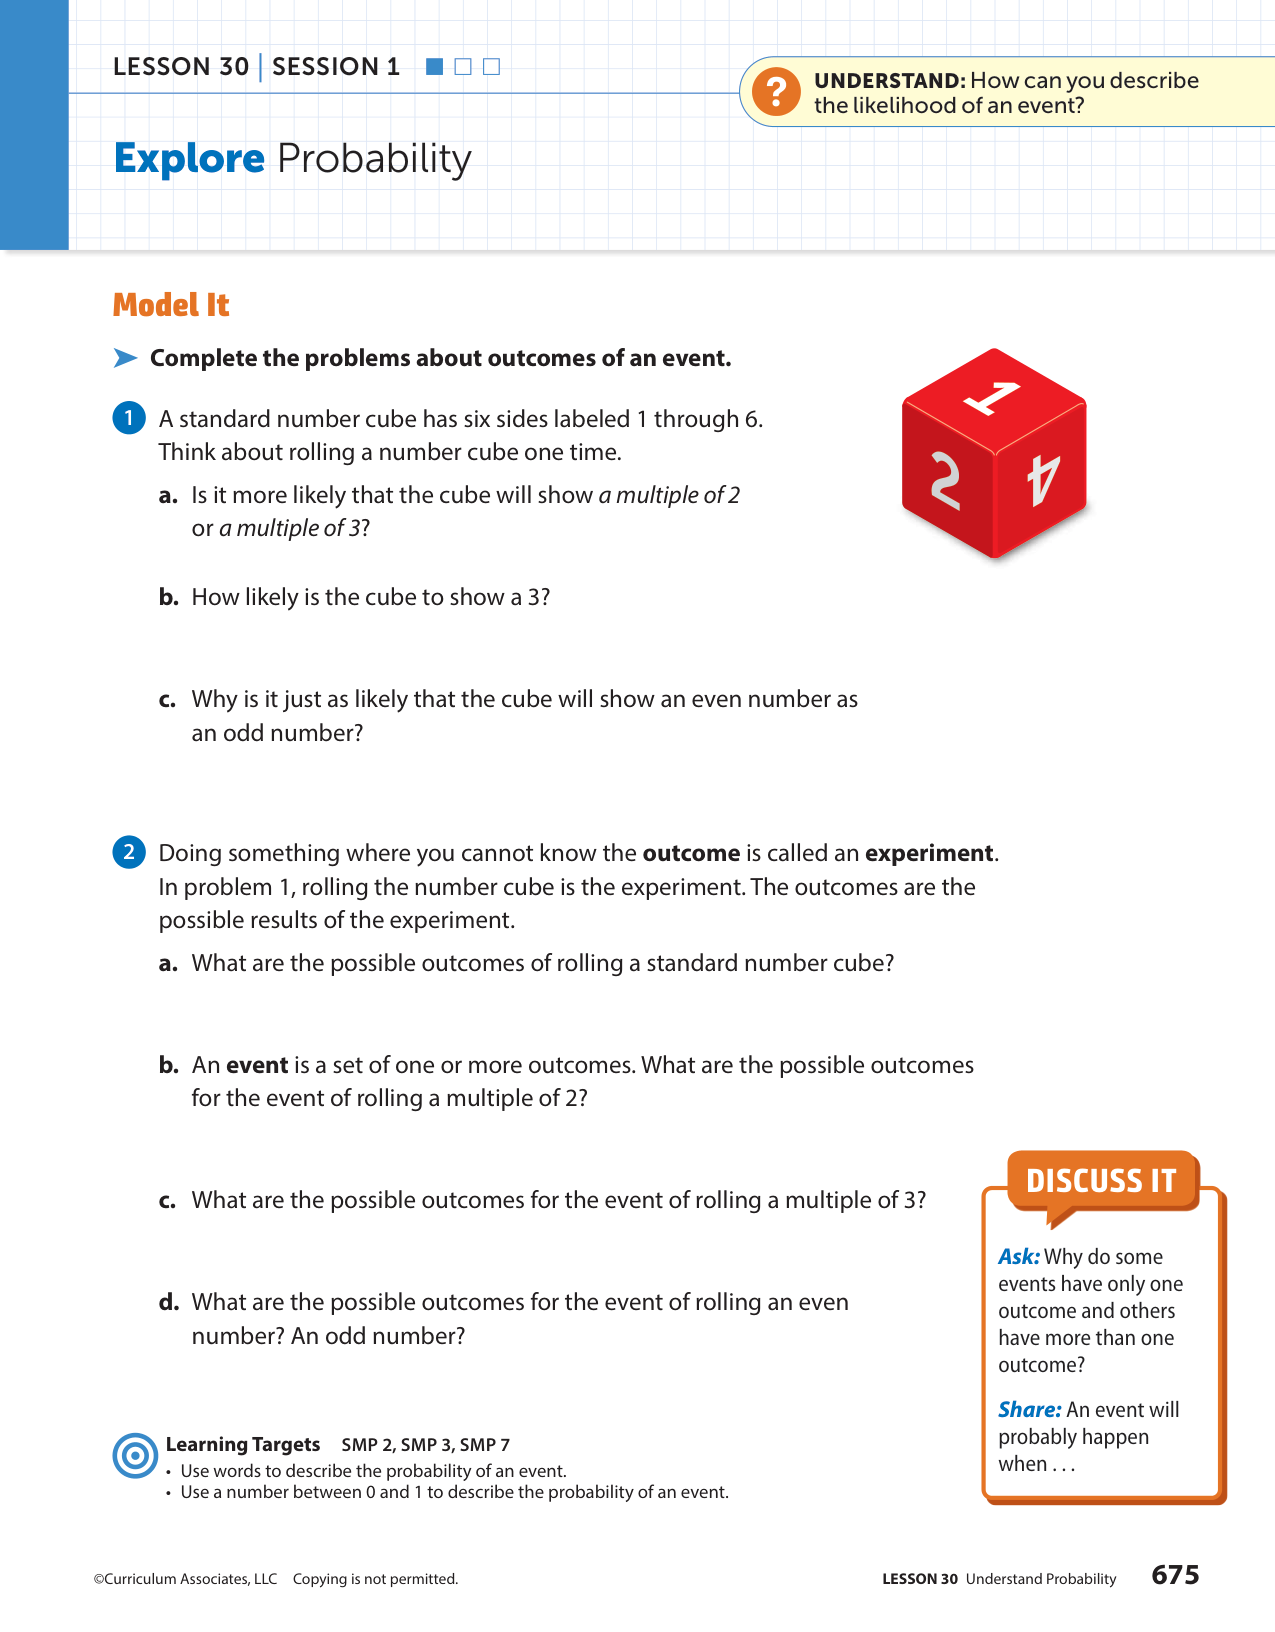 LESSON 30 | SESSION 1
? UNDERSTAND: How can you describe
the likelihood of an event?
Explore Probability
Model It
Complete the problems about outcomes of an event.
1 A standard number cube has six sides labeled 1 through 6.
Think about rolling a number cube one time.
a. Is it more likely that the cube will show a multiple of 2
or a multiple of 3?
1
2 4
b. How likely is the cube to show a 3?
c. Why is it just as likely that the cube will show an even number as
an odd number?
2 Doing something where you cannot know the outcome is called an experiment.
In problem 1, rolling the number cube is the experiment. The outcomes are the
possible results of the experiment.
a. What are the possible outcomes of rolling a standard number cube?
b. An event is a set of one or more outcomes. What are the possible outcomes
for the event of rolling a multiple of 2?
c. What are the possible outcomes for the event of rolling a multiple of 3?
d. What are the possible outcomes for the event of rolling an even
number? An odd number?
DISCUSS IT
Ask: Why do some
events have only one
outcome and others
have more than one
outcome?
Share: An event will
probably happen
when . . .
Learning Targets SMP 2, SMP 3, SMP 7
• Use words to describe the probability of an event.
• Use a number between 0 and 1 to describe the probability of an event.
©Curriculum Associates, LLC Copying is not permitted.
LESSON 30 Understand Probability 675